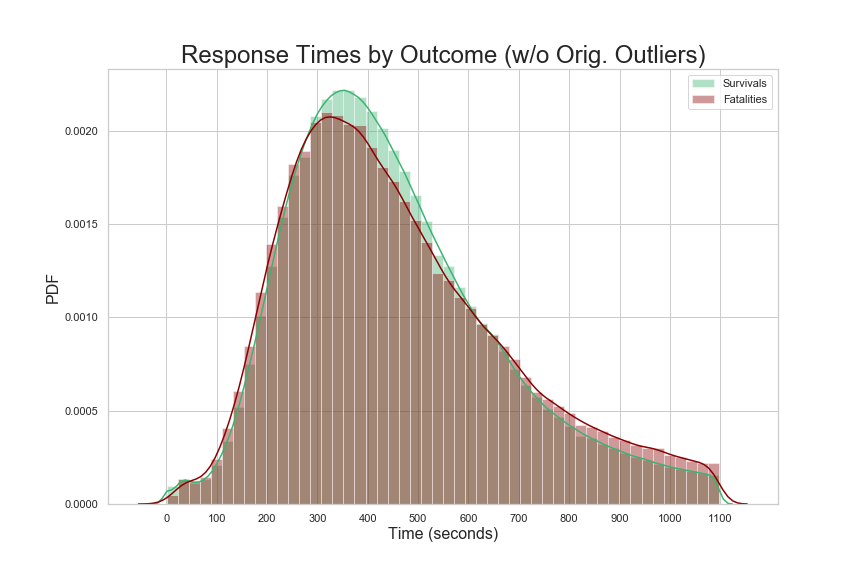 Response Times by Outcome (w/o Orig. Outliers)
Survivals
Fatalities
0.0020
0.0015
0.0010
0.0005
0.0000
PDF
0 100 200 300 400 500 600 700 800 900 1000 1100
Time (seconds)